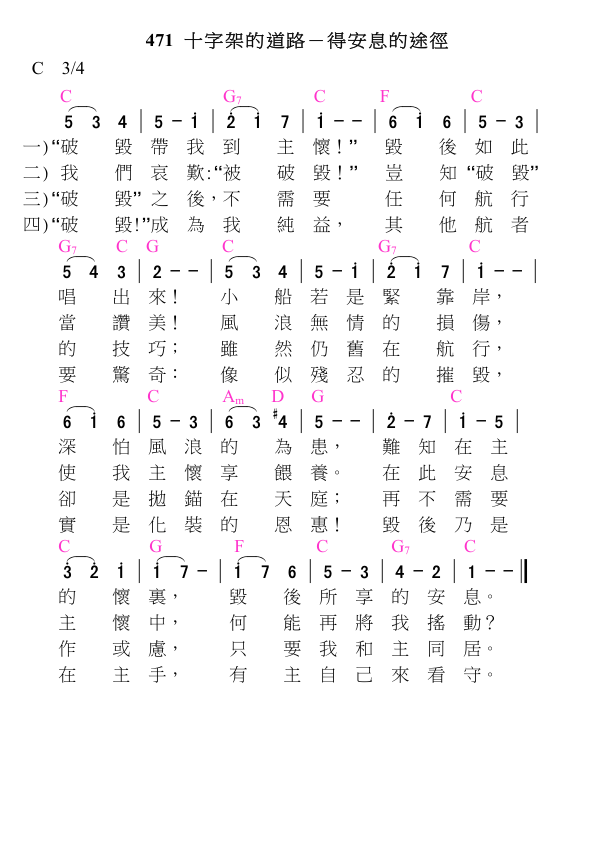 471 十字架的道路－得安息的途徑
C 3/4
C G7 C F C
5 3 4 | 5 - i̇ | 2̇ i̇ 7 | i̇ - - | 6 i̇ 6 | 5 - 3 |
一)“破 毀 帶 我 到 主 懷！” 毀 後 如 此
二) 我 們 哀 歎:“被 破 毀！” 豈 知 “破 毀”
三)“破 毀” 之 後，不 需 要 任 何 航 行
四)“破 毀!”成 為 我 純 益， 其 他 航 者
G7 C G C G7 C
5 4 3 | 2 - - | 5 3 4 | 5 - i̇ | 2̇ i̇ 7 | i̇ - - |
唱 出 來！ 小 船 若 是 緊 靠 岸，
當 讚 美！ 風 浪 無 情 的 損 傷，
的 技 巧； 雖 然 仍 舊 在 航 行，
要 驚 奇： 像 似 殘 忍 的 摧 毀，
F C Am D G C
6 i̇ 6 | 5 - 3 | 6 3 #4 | 5 - - | 2̇ - 7 | i̇ - 5 |
深 怕 風 浪 的 為 患， 難 知 在 主
使 我 主 懷 享 餵 養。 在 此 安 息
卻 是 拋 錨 在 天 庭； 再 不 需 要
實 是 化 裝 的 恩 惠！ 毀 後 乃 是
C G F C G7 C
3̇ 2̇ i̇ | i̇ 7 - | i̇ 7 6 | 5 - 3 | 4 - 2 | 1 - - ‖
的 懷 裏， 毀 後 所 享 的 安 息。
主 懷 中， 何 能 再 將 我 搖 動？
作 或 慮， 只 要 我 和 主 同 居。
在 主 手， 有 主 自 己 來 看 守。